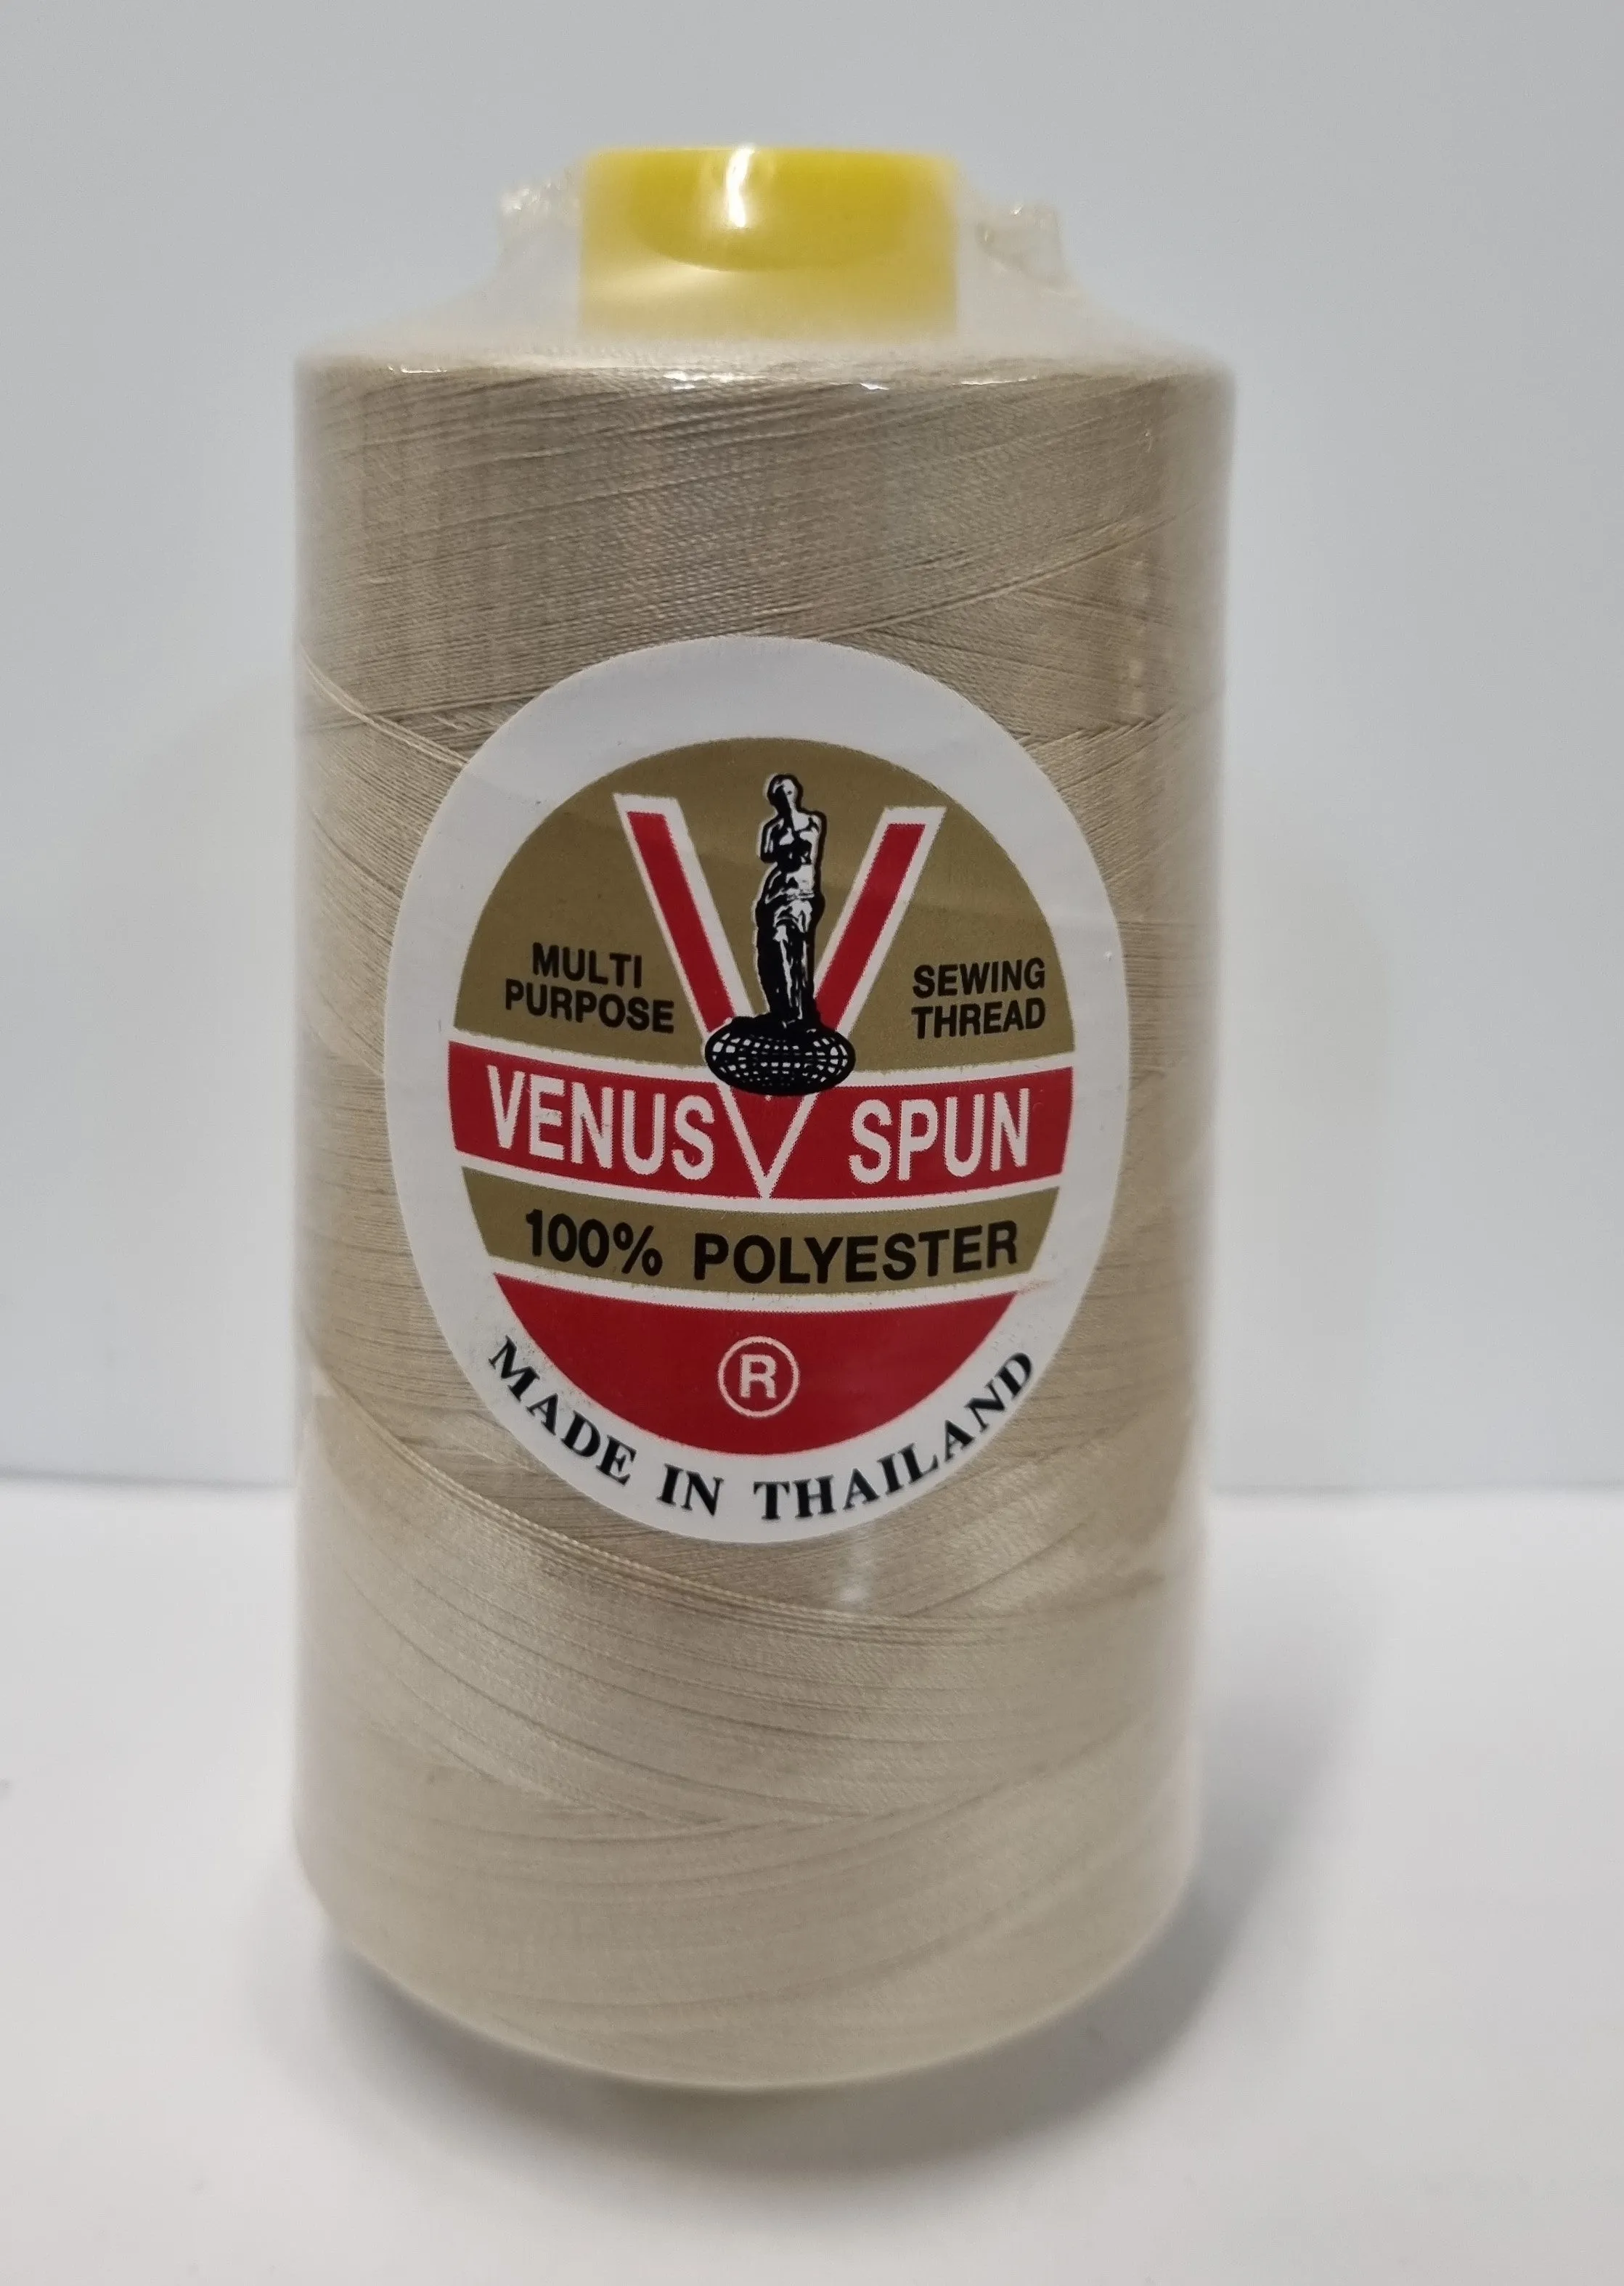 MULTI
PURPOSE
SEWING
THREAD
VENUS V SPUN
100% POLYESTER
®
MADE IN THAILAND